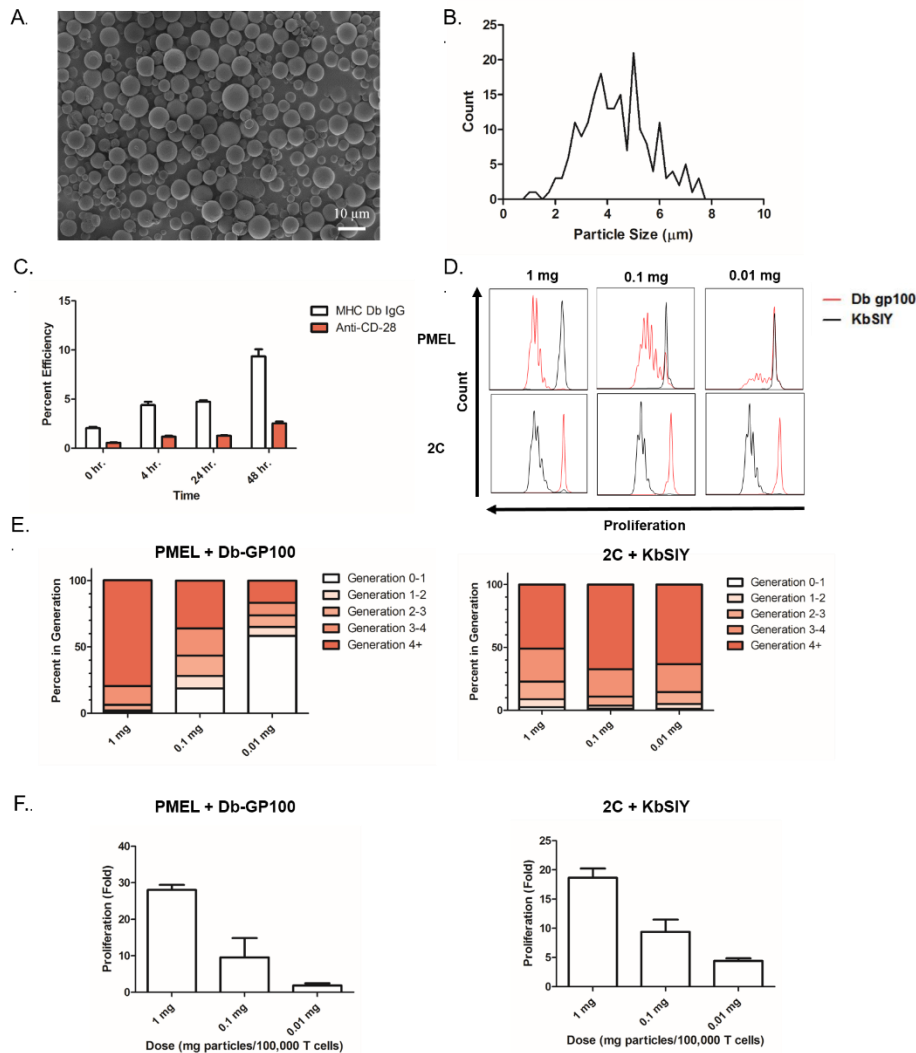 A.
10 μm
B.
Count
25
20
15
10
5
0
0 2 4 6 8 10
Particle Size (μm)
C.
Percent Efficiency
15
10
5
0
0 hr. 4 hr. 24 hr. 48 hr.
Time
MHC Db IgG
Anti-CD-28
D.
1 mg 0.1 mg 0.01 mg
PMEL
2C
Count
Proliferation
Db gp100
KbSIY
E.
PMEL + Db-GP100
Percent in Generation
100
50
0
1 mg 0.1 mg 0.01 mg
Generation 0-1
Generation 1-2
Generation 2-3
Generation 3-4
Generation 4+
2C + KbSIY
Percent in Generation
100
50
0
1 mg 0.1 mg 0.01 mg
Generation 0-1
Generation 1-2
Generation 2-3
Generation 3-4
Generation 4+
F..
PMEL + Db-GP100
Proliferation (Fold)
40
30
20
10
0
1 mg 0.1 mg 0.01 mg
Dose (mg particles/100,000 T cells)
2C + KbSIY
Proliferation (Fold)
25
20
15
10
5
0
1 mg 0.1 mg 0.01 mg
Dose (mg particles/100,000 T cells)